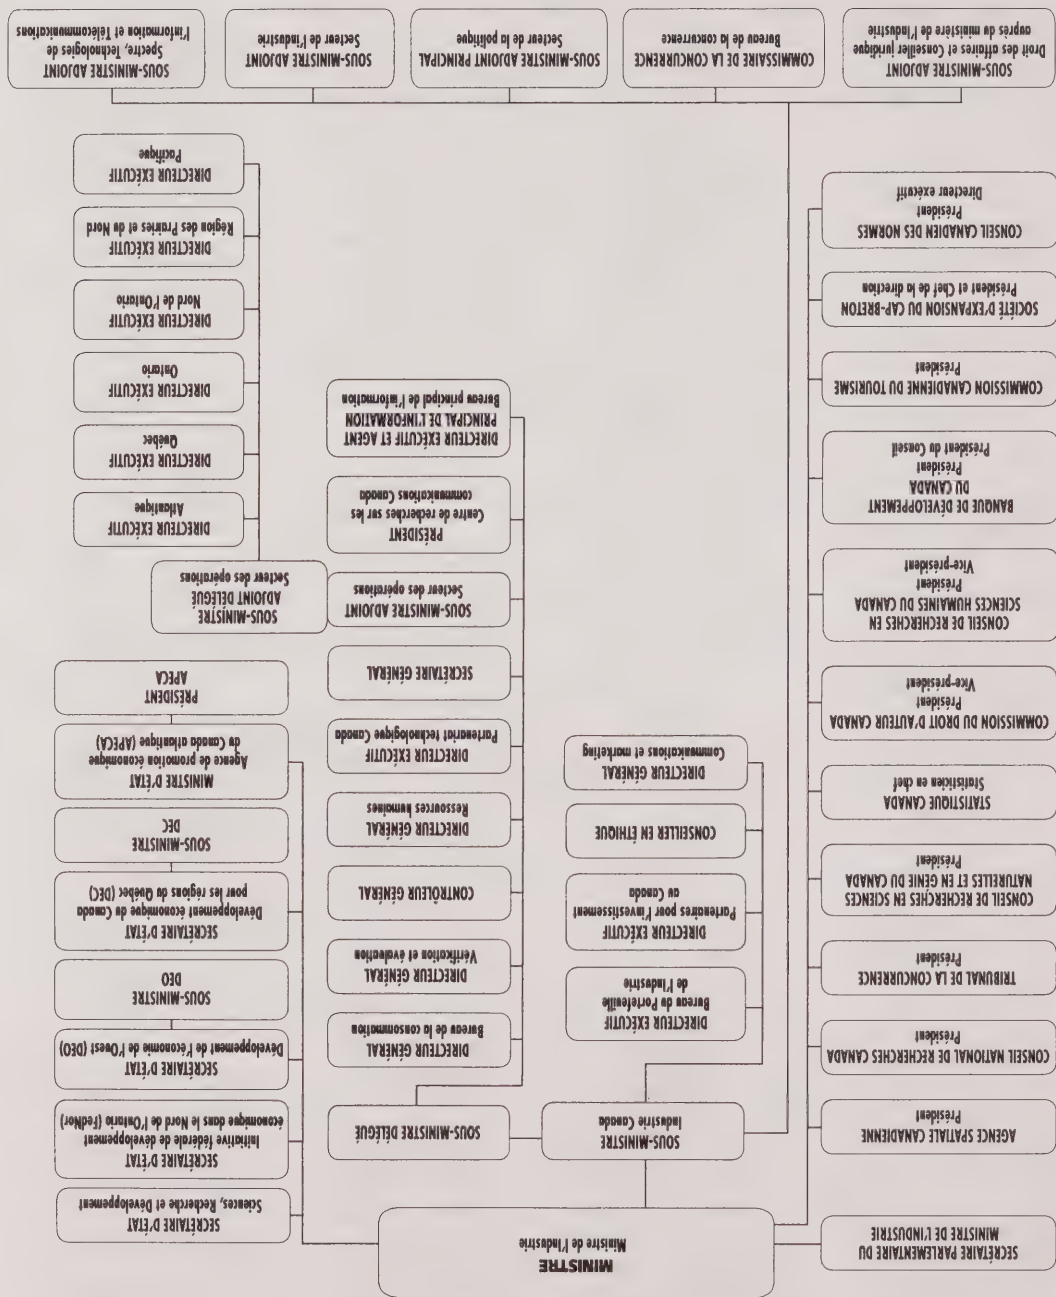 MINISTRE
Ministre de l'Industrie
SECRÉTAIRE PARLEMENTAIRE DU
MINISTRE DE L'INDUSTRIE
AGENCE SPATIALE CANADIENNE
Président
CONSEIL NATIONAL DE RECHERCHES CANADA
Président
TRIBUNAL DE LA CONCURRENCE
Président
CONSEIL DE RECHERCHES EN SCIENCES
NATURELLES ET EN GÉNIE DU CANADA
Président
STATISTIQUE CANADA
Statisticien en chef
COMMISSION DU DROIT D'AUTEUR CANADA
Président
Vice-président
CONSEIL DE RECHERCHES EN
SCIENCES HUMAINES DU CANADA
Président
Vice-président
BANQUE DE DÉVELOPPEMENT
DU CANADA
Président
Président du Conseil
COMMISSION CANADIENNE DU TOURISME
Président
SOCIÉTÉ D'EXPANSION DU CAP-BRETON
Président et Chef de la direction
CONSEIL CANADIEN DES NORMES
Président
Directeur exécutif
SOUS-MINISTRE
Industrie Canada
DIRECTEUR EXÉCUTIF
Bureau du Portefeuille
de l'Industrie
DIRECTEUR EXÉCUTIF
Partenaires pour l'investissement
au Canada
CONSEILLER EN ÉTHIQUE
DIRECTEUR GÉNÉRAL
Communications et marketing
SOUS-MINISTRE DÉLÉGUÉ
DIRECTEUR GÉNÉRAL
Bureau de la consommation
DIRECTEUR GÉNÉRAL
Vérification et évaluation
CONTRÔLEUR GÉNÉRAL
DIRECTEUR GÉNÉRAL
Ressources humaines
DIRECTEUR EXÉCUTIF
Partenariat technologique Canada
SECRÉTAIRE GÉNÉRAL
SOUS-MINISTRE ADJOINT
Secteur des opérations
PRÉSIDENT
Centre de recherches sur les
communications Canada
DIRECTEUR EXÉCUTIF ET AGENT
PRINCIPAL DE L'INFORMATION
Bureau principal de l'information
SECRÉTAIRE D'ÉTAT
Sciences, Recherche et Développement
SECRÉTAIRE D'ÉTAT
Initiative fédérale de développement
économique dans le Nord de l'Ontario (FedNor)
SECRÉTAIRE D'ÉTAT
Développement de l'économie de l'Ouest (DEO)
SOUS-MINISTRE
DEO
SECRÉTAIRE D'ÉTAT
Développement économique du Canada
pour les régions du Québec (DEC)
SOUS-MINISTRE
DEC
MINISTRE D'ÉTAT
Agence de promotion économique
du Canada atlantique (APECA)
PRÉSIDENT
APECA
SOUS-MINISTRE
ADJOINT DÉLÉGUÉ
Secteur des opérations
DIRECTEUR EXÉCUTIF
Atlantique
DIRECTEUR EXÉCUTIF
Québec
DIRECTEUR EXÉCUTIF
Ontario
DIRECTEUR EXÉCUTIF
Nord de l'Ontario
DIRECTEUR EXÉCUTIF
Région des Prairies et du Nord
DIRECTEUR EXÉCUTIF
Pacifique
SOUS-MINISTRE ADJOINT
Droit des affaires et Conseiller juridique
auprès du ministère de l'Industrie
COMMISSAIRE DE LA CONCURRENCE
Bureau de la concurrence
SOUS-MINISTRE ADJOINT PRINCIPAL
Secteur de la politique
SOUS-MINISTRE ADJOINT
Secteur de l'industrie
SOUS-MINISTRE ADJOINT
Spectre, Technologies de
l'information et Télécommunications